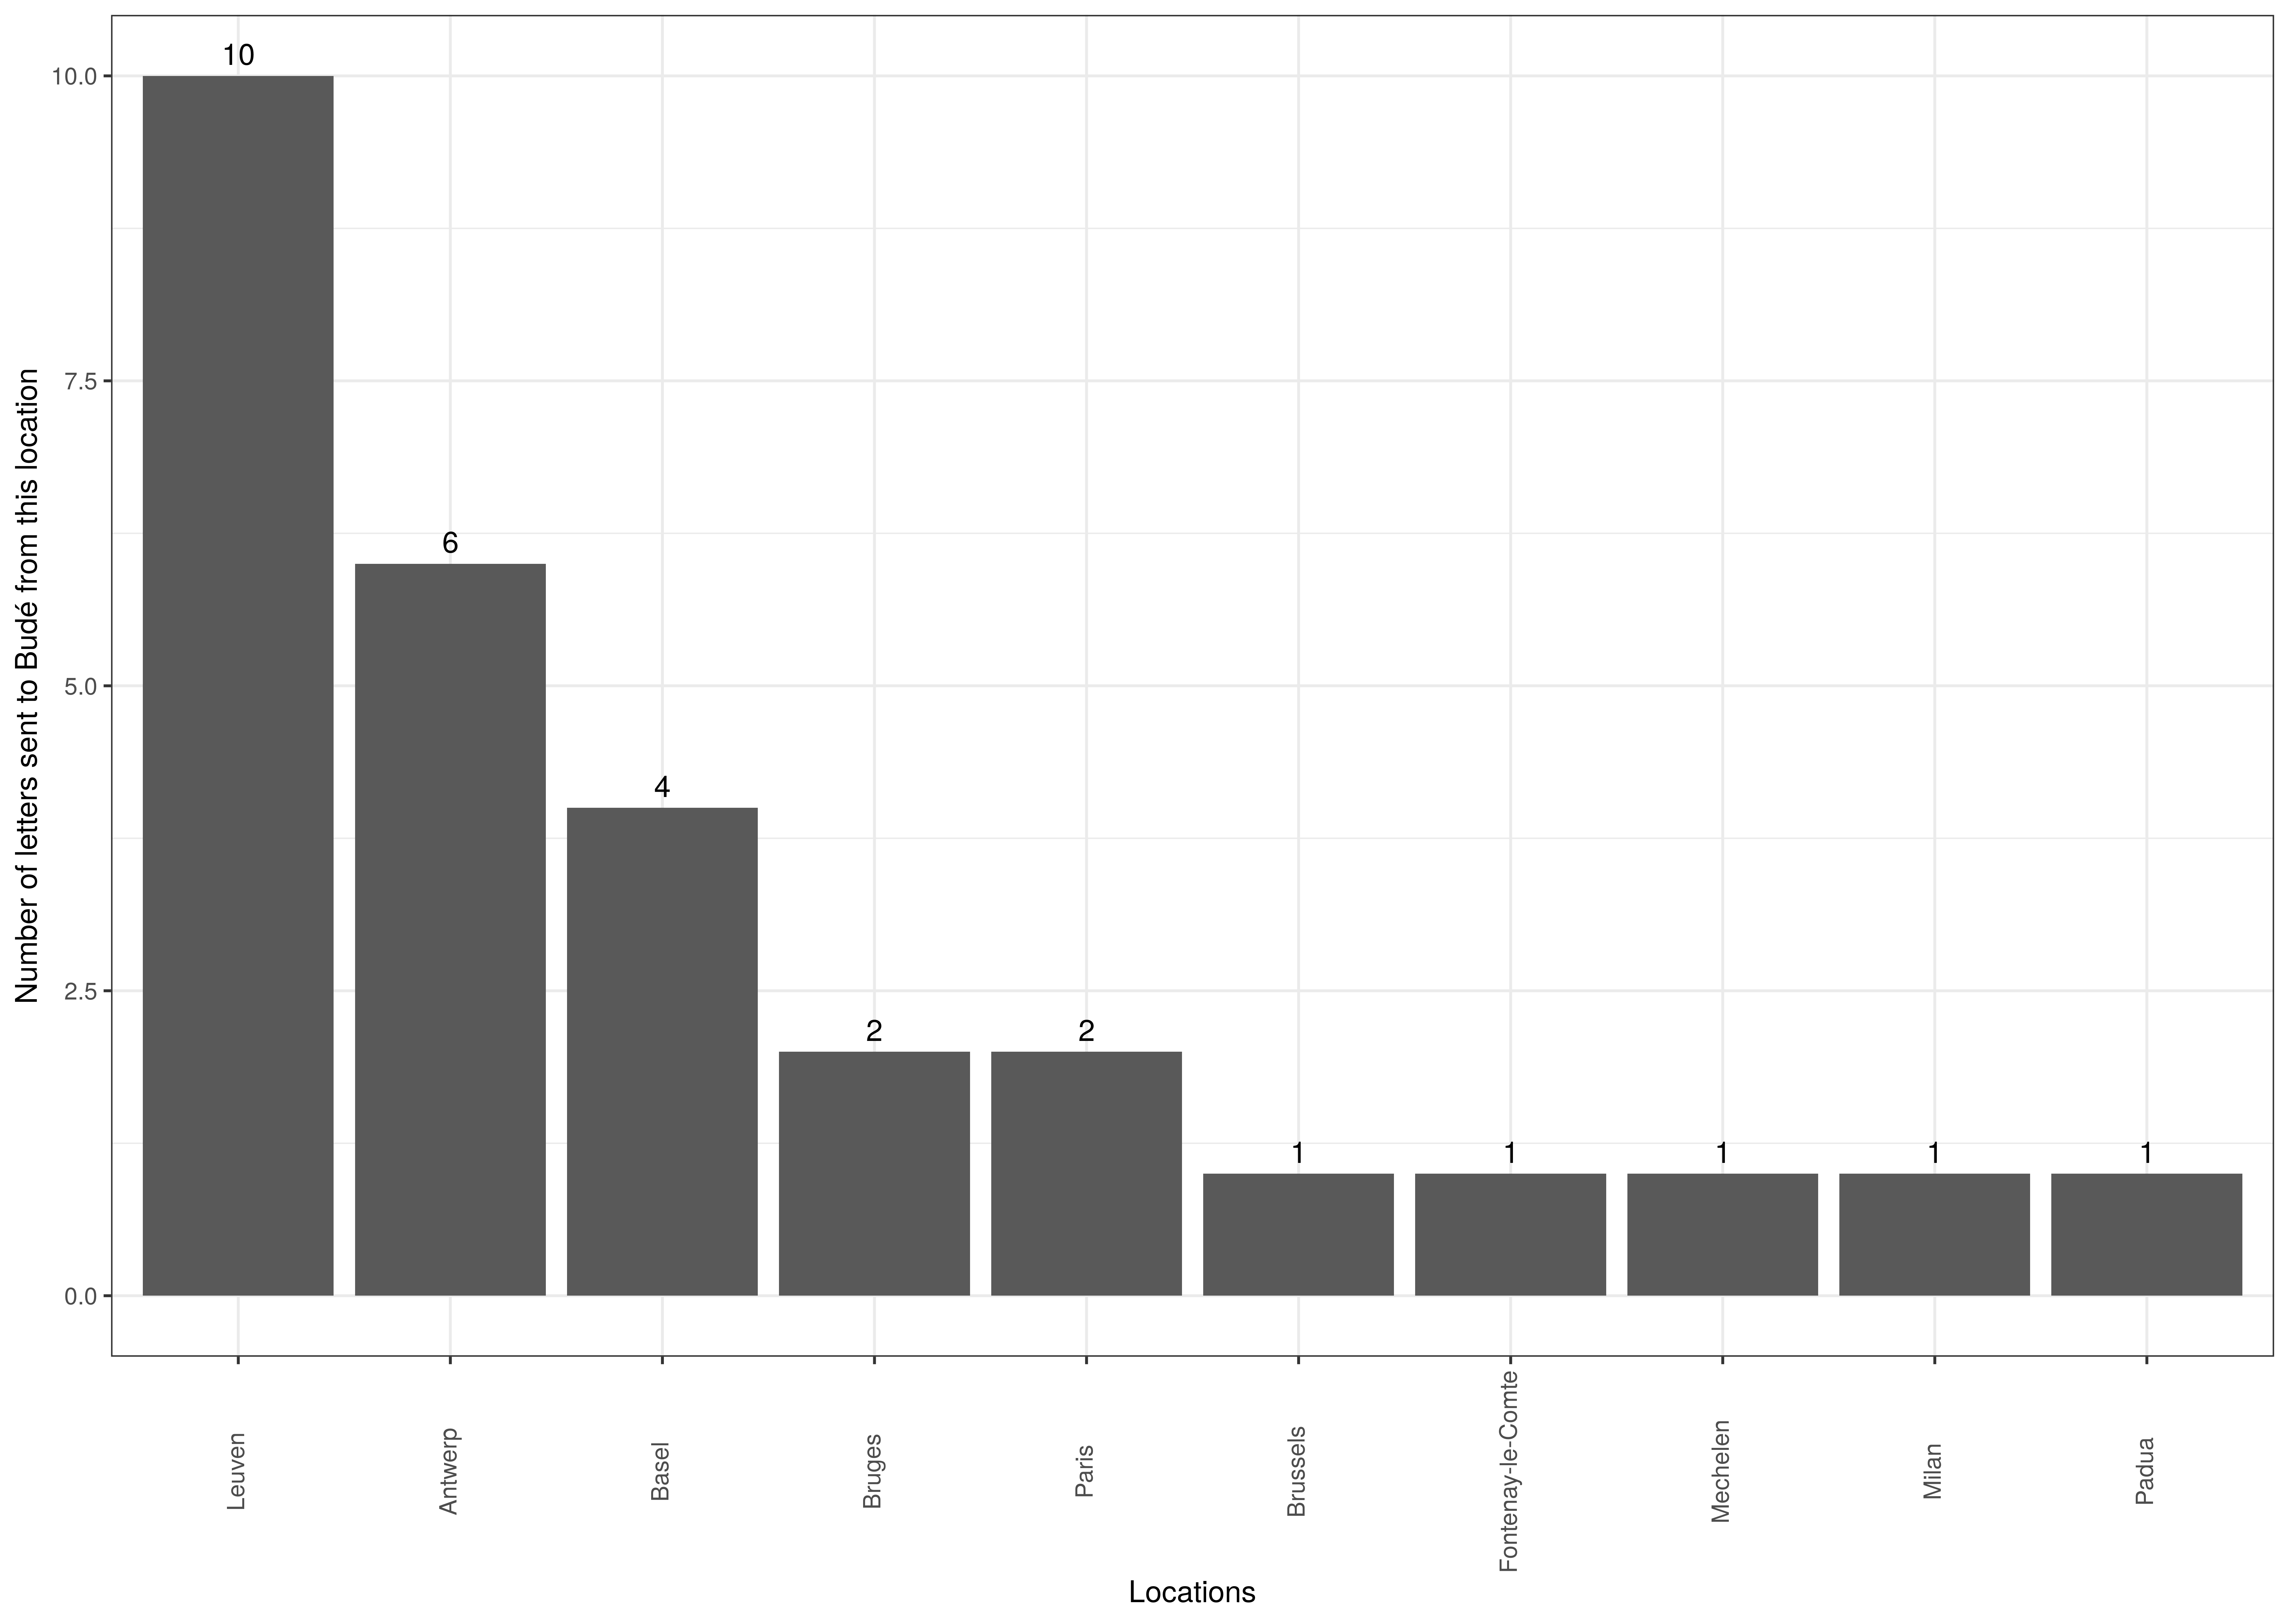 Number of letters sent to Budé from this location
10.0
7.5
5.0
2.5
0.0
10
6
4
2
2
1
1
1
1
1
Leuven
Antwerp
Basel
Bruges
Paris
Brussels
Fontenay-le-Comte
Mechelen
Milan
Padua
Locations